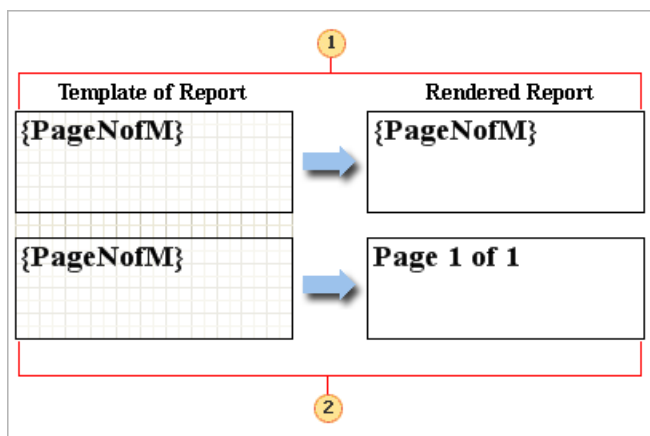 1
Template of Report Rendered Report
{PageNofM} {PageNofM}
{PageNofM} Page 1 of 1
2